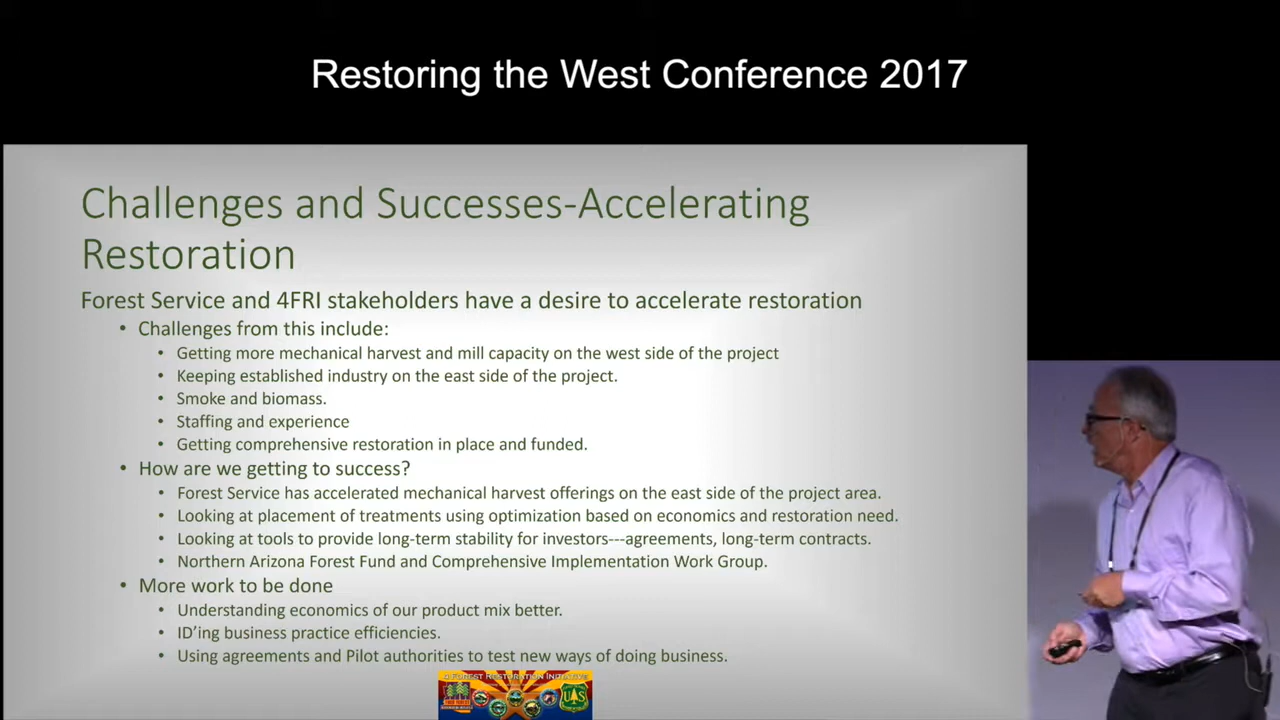 Restoring the West Conference 2017
Challenges and Successes-Accelerating
Restoration
Forest Service and 4FRI stakeholders have a desire to accelerate restoration
• Challenges from this include:
• Getting more mechanical harvest and mill capacity on the west side of the project
• Keeping established industry on the east side of the project.
• Smoke and biomass.
• Staffing and experience
• Getting comprehensive restoration in place and funded.
• How are we getting to success?
• Forest Service has accelerated mechanical harvest offerings on the east side of the project area.
• Looking at placement of treatments using optimization based on economics and restoration need.
• Looking at tools to provide long-term stability for investors---agreements, long-term contracts.
• Northern Arizona Forest Fund and Comprehensive Implementation Work Group.
• More work to be done
• Understanding economics of our product mix better.
• ID'ing business practice efficiencies.
• Using agreements and Pilot authorities to test new ways of doing business.
4 FOREST RESTORATION INITIATIVE
U S